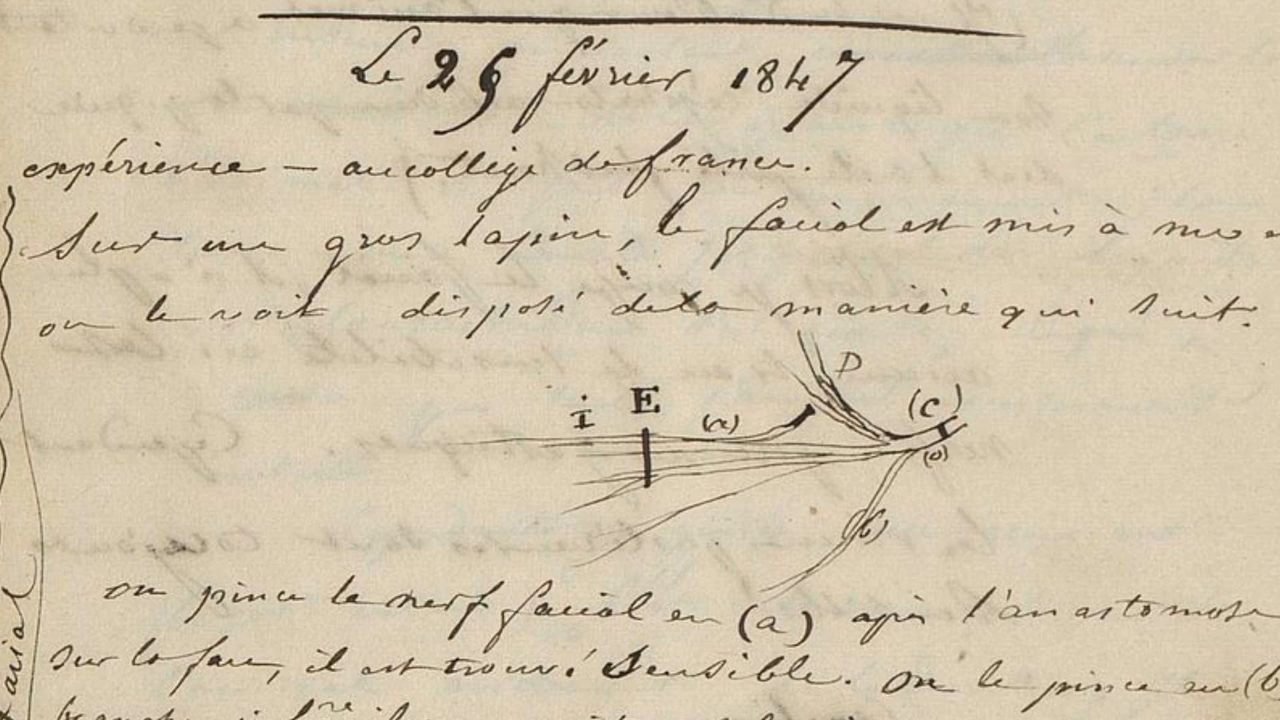 Le 25 février 1847
expérience — au collège de france.
Sur un gros lapin, le facial est mis à nu e
on le voit disposé de la manière qui suit.
P
i E (a) (c)
(o)
(b)
on pince le nerf facial en (a) après l'anastomose
sur la face, il est trouvé sensible. on le pince en (b
facial